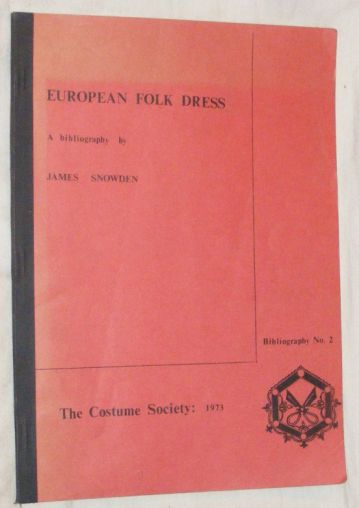 EUROPEAN FOLK DRESS
A bibliography by
JAMES SNOWDEN
Bibliography No. 2
The Costume Society: 1973